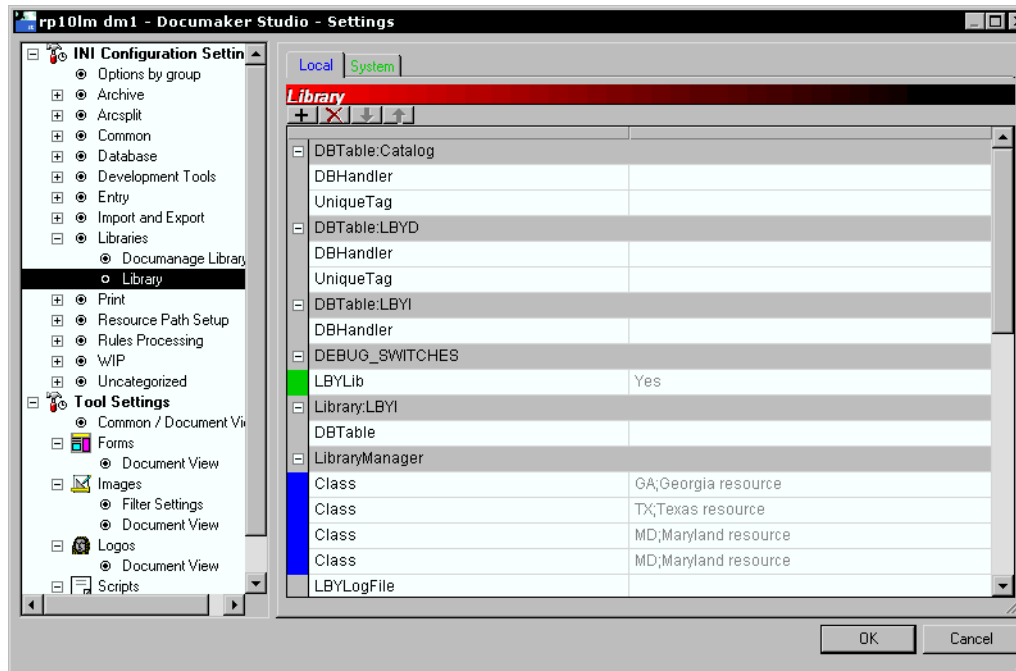 rp10lm dm1 - Documaker Studio - Settings
INI Configuration Settin
Options by group
Archive
Arcsplit
Common
Database
Development Tools
Entry
Import and Export
Libraries
Documanage Library
Library
Print
Resource Path Setup
Rules Processing
WIP
Uncategorized
Tool Settings
Common / Document Vi
Forms
Document View
Images
Filter Settings
Document View
Logos
Document View
Scripts
Local System
Library
DBTable:Catalog
DBHandler
UniqueTag
DBTable:LBYD
DBHandler
UniqueTag
DBTable:LBYI
DBHandler
DEBUG_SWITCHES
LBYLib Yes
Library:LBYI
DBTable
LibraryManager
Class GA;Georgia resource
Class TX;Texas resource
Class MD;Maryland resource
Class MD;Maryland resource
LBYLogFile
OK Cancel